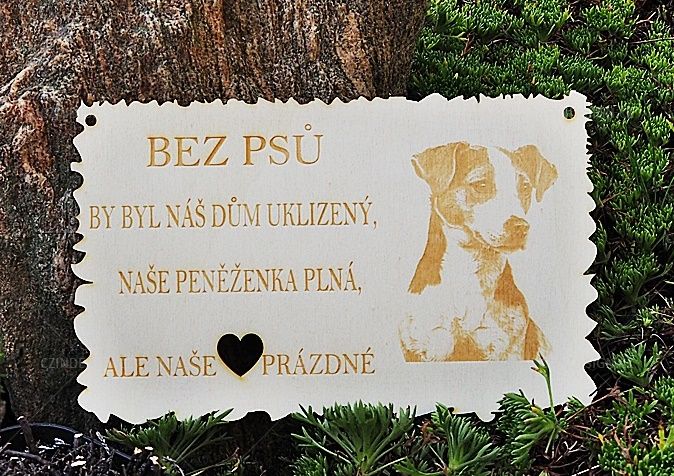 BEZ PSŮ
BY BYL NÁŠ DŮM UKLIZENÝ,
NAŠE PENĚŽENKA PLNÁ,
ALE NAŠE PRÁZDNÉ